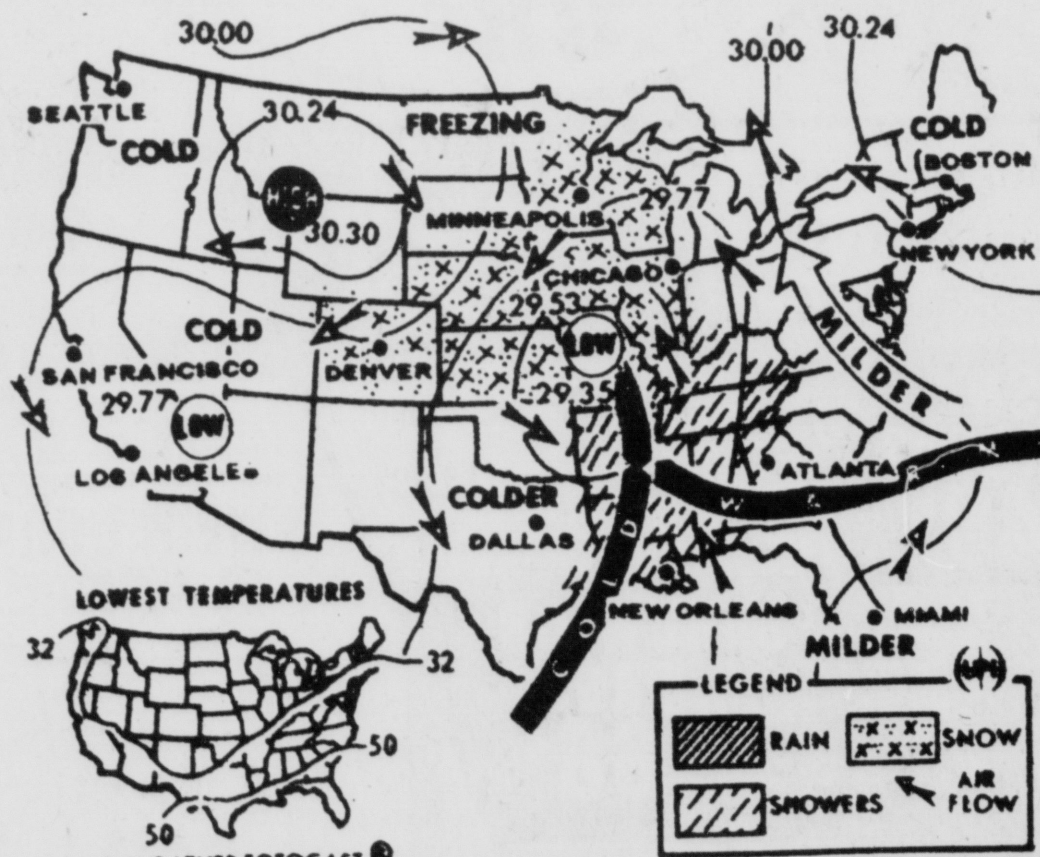 30.00
30.00
30.24
SEATTLE
COLD
30.24
FREEZING
COLD
BOSTON
HIGH
30.30
MINNEAPOLIS
29.77
NEW YORK
CHICAGO
29.53
COLD
LOW
MILDER
SAN FRANCISCO
DENVER
29.77
29.35
LOW
LOS ANGELES
ATLANTA
COLDER
DALLAS
WARM
COLD
NEW ORLEANS
MIAMI
MILDER
LOWEST TEMPERATURES
32
32
50
50
UPI
LEGEND
RAIN
SNOW
SHOWERS
AIR
FLOW
FOTOCAST